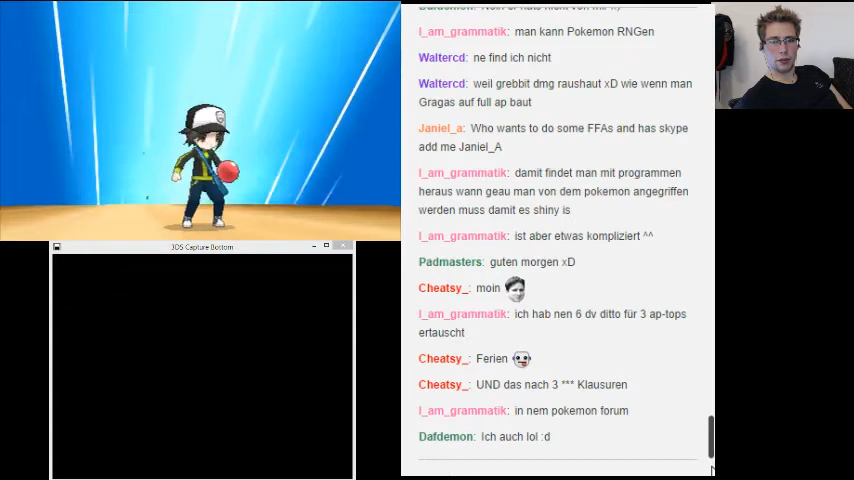 I_am_grammatik: man kann Pokemon RNGen
Waltercd: ne find ich nicht
Waltercd: weil grebbit dmg raushaut xD wie wenn man
Gragas auf full ap baut
Janiel_a: Who wants to do some FFAs and has skype
add me Janiel_A
I_am_grammatik: damit findet man mit programmen
heraus wann geau man von dem pokemon angegriffen
werden muss damit es shiny is
I_am_grammatik: ist aber etwas kompliziert ^^
Padmasters: guten morgen xD
Cheatsy_: moin
I_am_grammatik: ich hab nen 6 dv ditto für 3 ap-tops
ertauscht
Cheatsy_: Ferien
Cheatsy_: UND das nach 3 *** Klausuren
I_am_grammatik: in nem pokemon forum
Dafdemon: Ich auch lol :d
3DS Capture Bottom